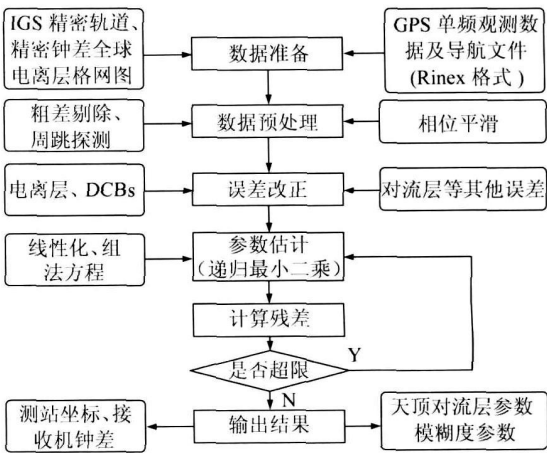 IGS 精密轨道、
精密钟差全球
电离层格网图
数据准备
GPS 单频观测数
据及导航文件
(Rinex 格式 )
粗差剔除、
周跳探测
数据预处理
相位平滑
电离层、DCBs
误差改正
对流层等其他误差
线性化、组
法方程
参数估计
（递归最小二乘）
计算残差
是否超限
Y
N
测站坐标、接
收机钟差
输出结果
天顶对流层参数
模糊度参数